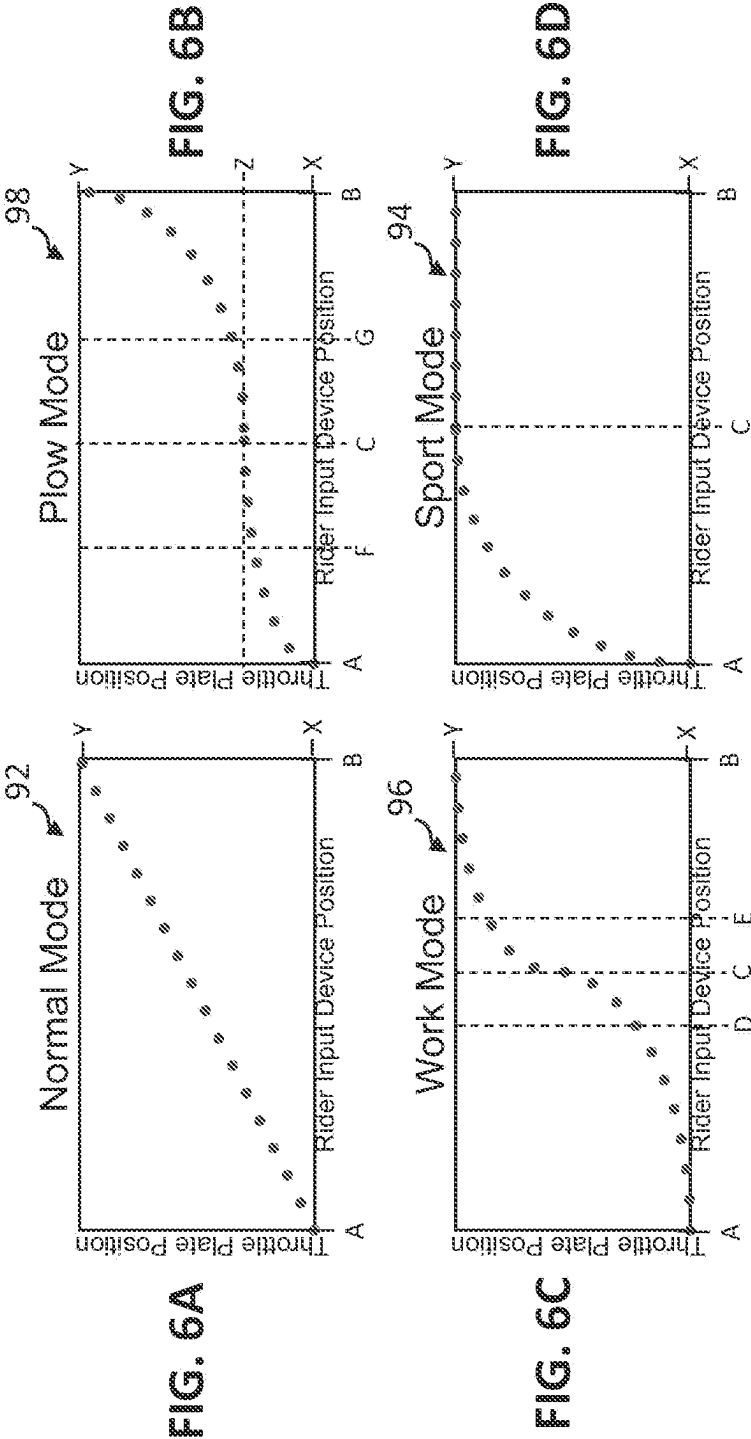 FIG. 6A
Normal Mode
92
Throttle Plate Position
Y
X
Rider Input Device Position
A
B
FIG. 6B
Plow Mode
98
Throttle Plate Position
Y
Z
X
Rider Input Device Position
A
F
C
G
B
FIG. 6C
Work Mode
96
Throttle Plate Position
Y
X
Rider Input Device Position
A
D
C
E
B
FIG. 6D
Sport Mode
94
Throttle Plate Position
Y
X
Rider Input Device Position
A
C
B